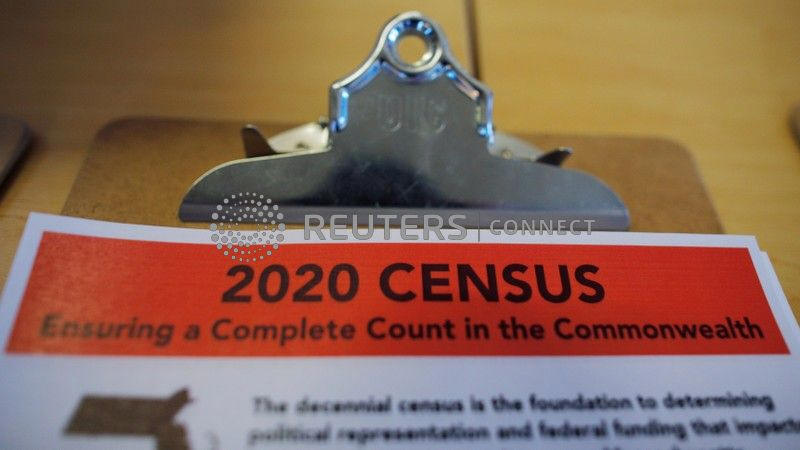 REUTERS CONNECT
2020 CENSUS
Ensuring a Complete Count in the Commonwealth
The decennial census is the foundation to determining
political representation and federal funding that impacts